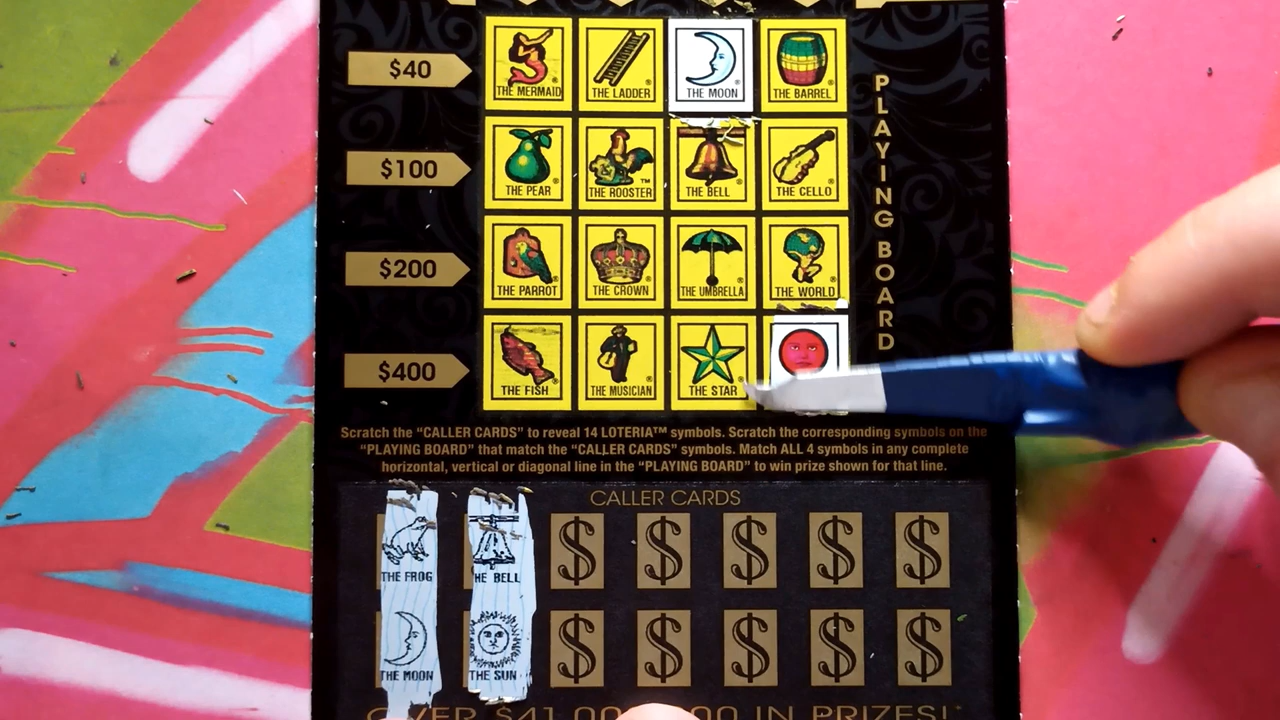 $40
THE MERMAID
THE LADDER
THE MOON
THE BARREL
$100
THE PEAR
THE ROOSTER™
THE BELL
THE CELLO
$200
THE PARROT
THE CROWN
THE UMBRELLA
THE WORLD
$400
THE FISH
THE MUSICIAN
THE STAR
PLAYING BOARD
Scratch the “CALLER CARDS” to reveal 14 LOTERIA™ symbols. Scratch the corresponding symbols on the
“PLAYING BOARD” that match the “CALLER CARDS” symbols. Match ALL 4 symbols in any complete
horizontal, vertical or diagonal line in the “PLAYING BOARD” to win prize shown for that line.
CALLER CARDS
THE FROG
HE BELL
$ $ $ $ $
THE MOON
THE SUN
$ $ $ $ $
IN PRIZES!